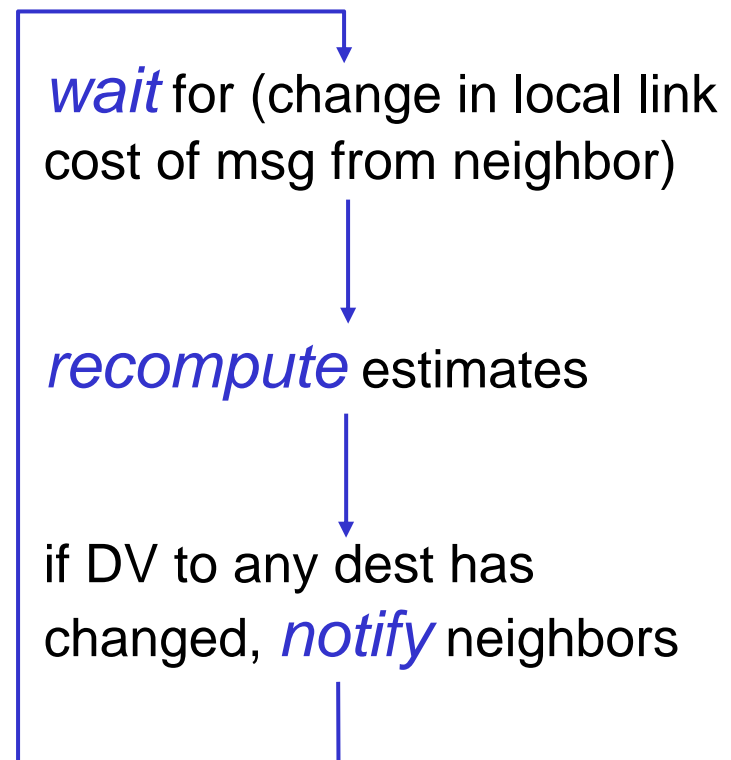 wait for (change in local link
cost of msg from neighbor)
recompute estimates
if DV to any dest has
changed, notify neighbors